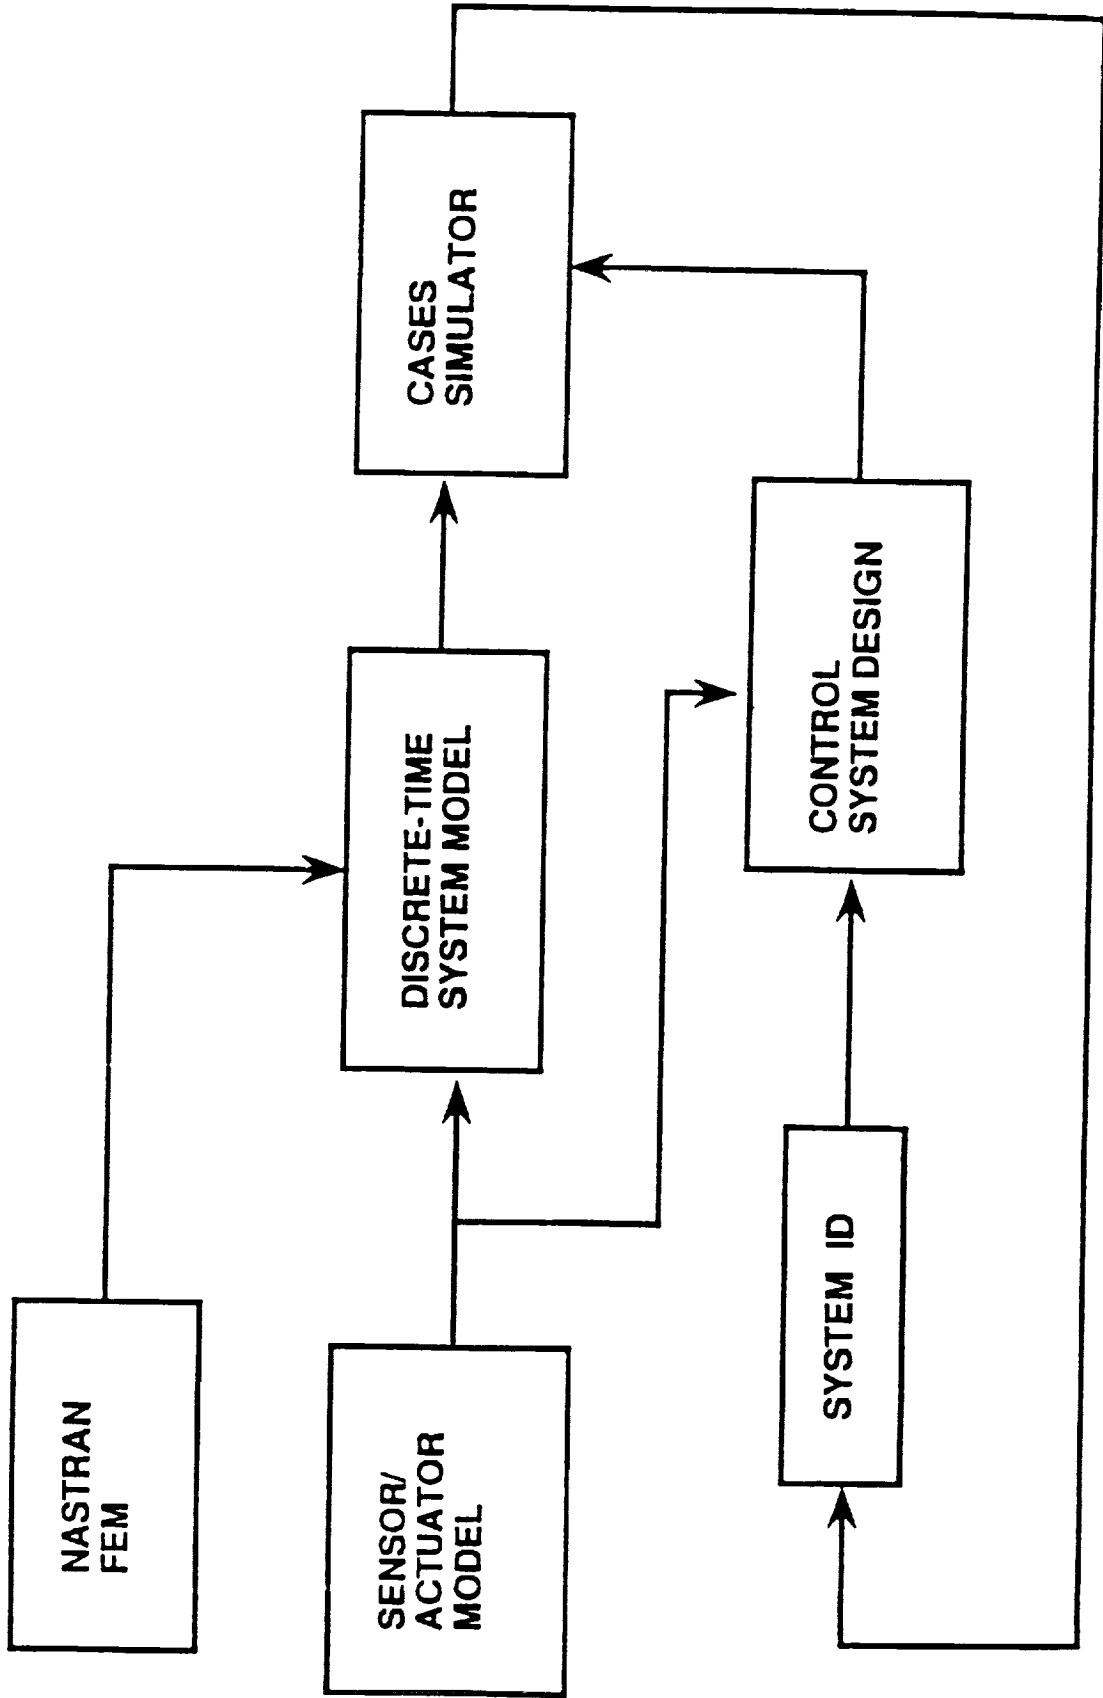 NASTRAN
FEM
SENSOR/
ACTUATOR
MODEL
DISCRETE-TIME
SYSTEM MODEL
CASES
SIMULATOR
SYSTEM ID
CONTROL
SYSTEM DESIGN